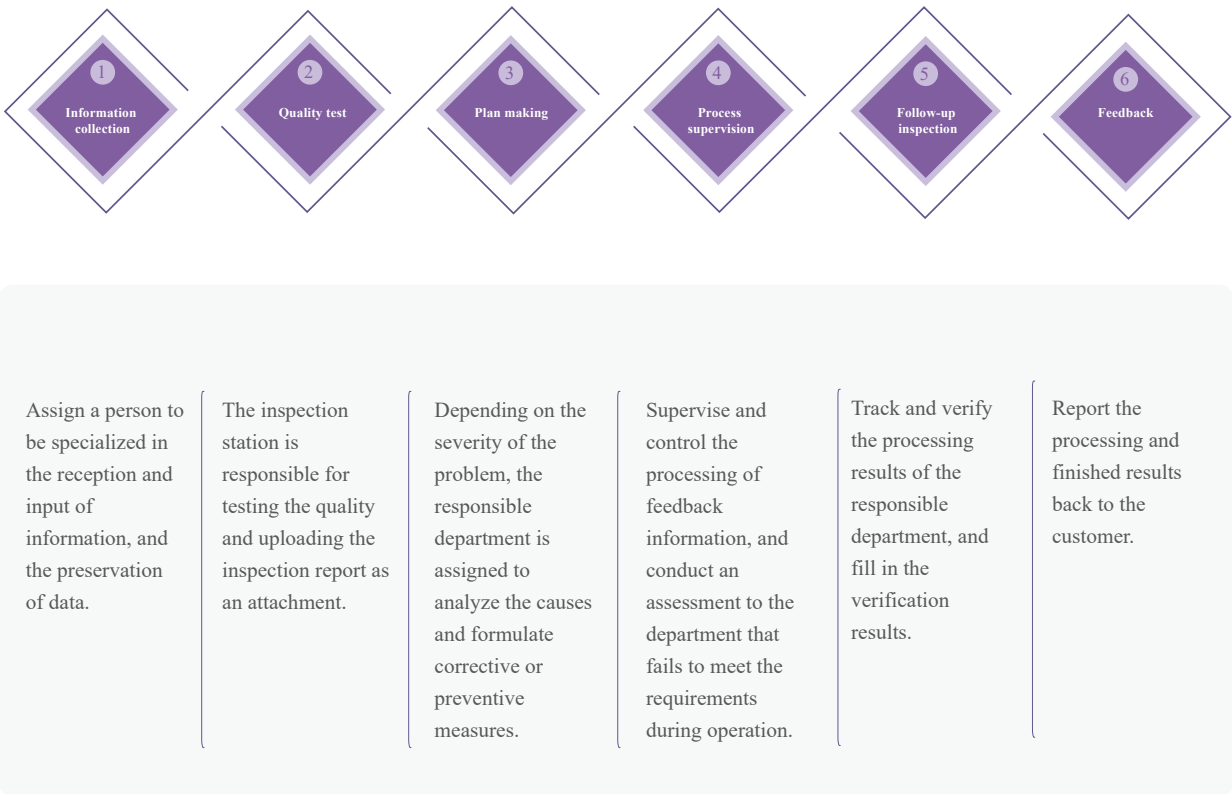 1
Information
collection
2
Quality test
3
Plan making
4
Process
supervision
5
Follow-up
inspection
6
Feedback
Assign a person to
be specialized in
the reception and
input of
information, and
the preservation
of data.
The inspection
station is
responsible for
testing the quality
and uploading the
inspection report as
an attachment.
Depending on the
severity of the
problem, the
responsible
department is
assigned to
analyze the causes
and formulate
corrective or
preventive
measures.
Supervise and
control the
processing of
feedback
information, and
conduct an
assessment to the
department that
fails to meet the
requirements
during operation.
Track and verify
the processing
results of the
responsible
department, and
fill in the
verification
results.
Report the
processing and
finished results
back to the
customer.